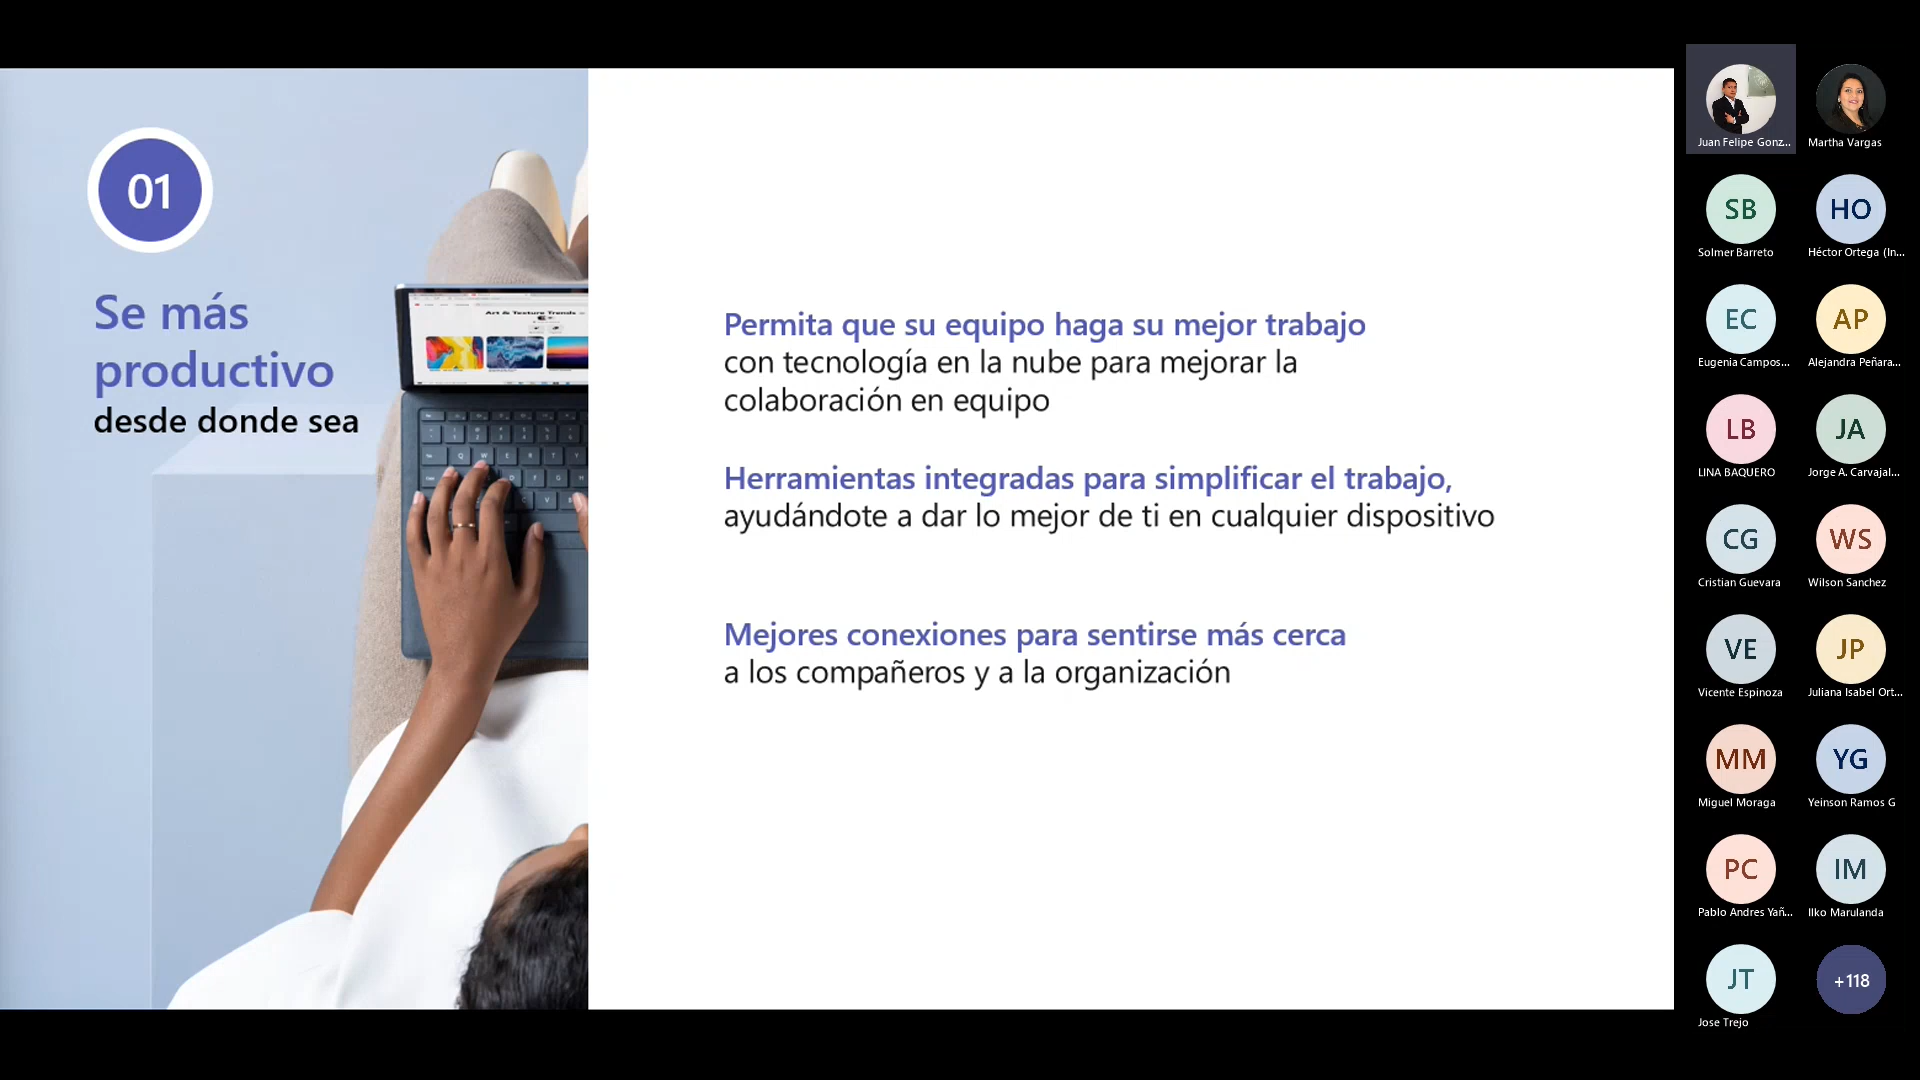 01
Se más
productivo
desde donde sea
Art & Texture Trends
Permita que su equipo haga su mejor trabajo
con tecnología en la nube para mejorar la
colaboración en equipo
Herramientas integradas para simplificar el trabajo,
ayudándote a dar lo mejor de ti en cualquier dispositivo
Mejores conexiones para sentirse más cerca
a los compañeros y a la organización
Juan Felipe Gonz...
Martha Vargas
SB
HO
Solmer Barreto
Héctor Ortega (In...
EC
AP
Eugenia Campos...
Alejandra Peñara...
LB
JA
LINA BAQUERO
Jorge A. Carvajal...
CG
WS
Cristian Guevara
Wilson Sanchez
VE
JP
Vicente Espinoza
Juliana Isabel Ort...
MM
YG
Miguel Moraga
Yeinson Ramos G
PC
IM
Pablo Andres Yañ...
Ilko Marulanda
JT
+118
Jose Trejo